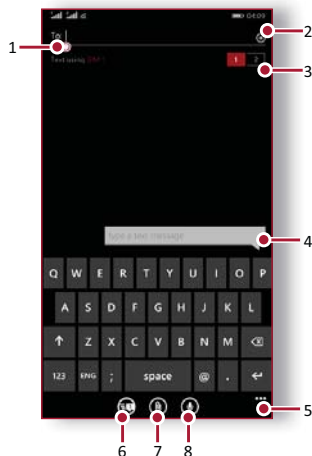 04:09
To:
1
2
Text using SIM 1
1 2
3
type a text message
4
Q W E R T Y U I O P
A S D F G H J K L
Z X C V B N M
123 ENG ; space @ .
5
6 7 8